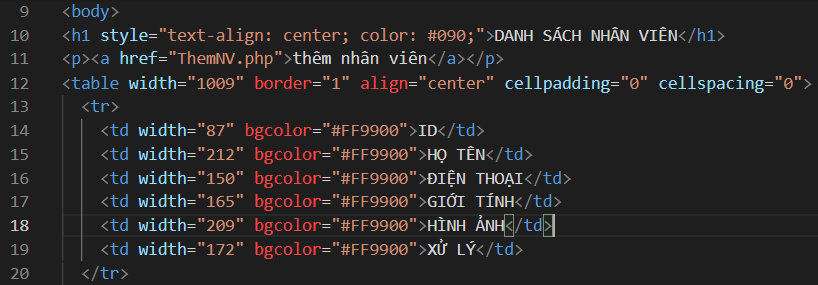 9 <body>
10 <h1 style="text-align: center; color: #090;">DANH SÁCH NHÂN VIÊN</h1>
11 <p><a href="ThemNV.php">thêm nhân viên</a></p>
12 <table width="1009" border="1" align="center" cellpadding="0" cellspacing="0">
13 <tr>
14 <td width="87" bgcolor="#FF9900">ID</td>
15 <td width="212" bgcolor="#FF9900">HỌ TÊN</td>
16 <td width="150" bgcolor="#FF9900">ĐIỆN THOẠI</td>
17 <td width="165" bgcolor="#FF9900">GIỚI TÍNH</td>
18 <td width="209" bgcolor="#FF9900">HÌNH ẢNH</td>
19 <td width="172" bgcolor="#FF9900">XỬ LÝ</td>
20 </tr>